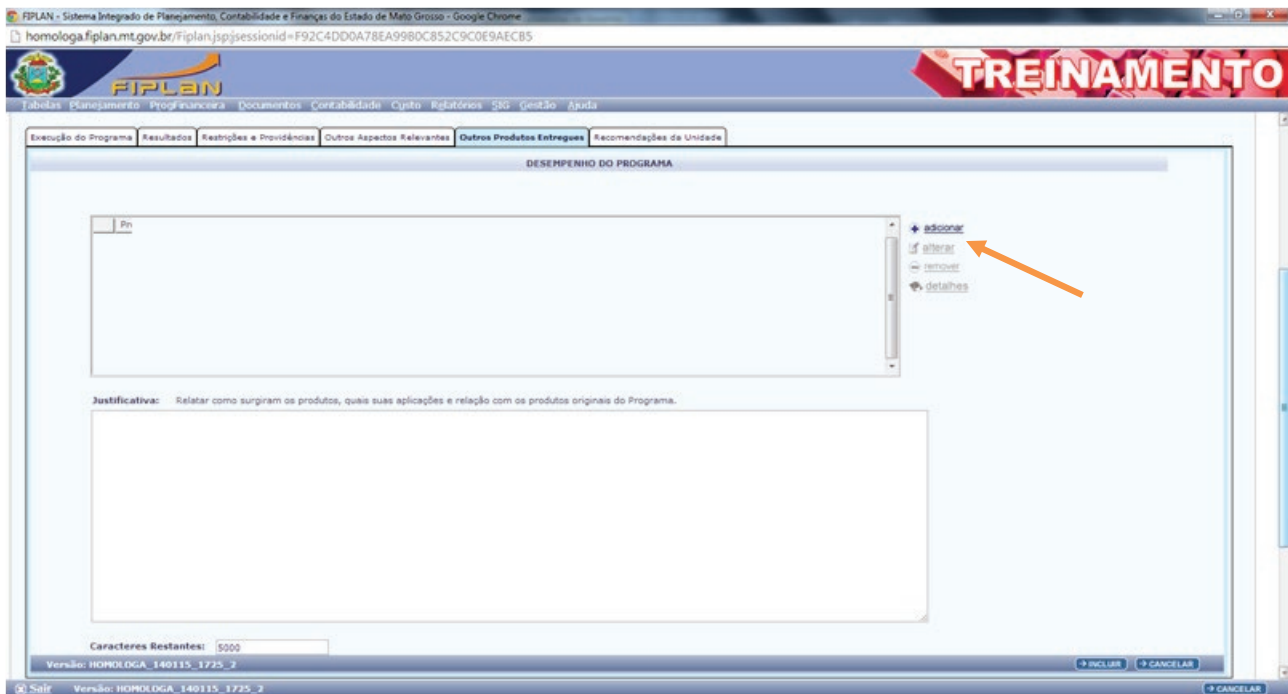 FIPLAN - Sistema Integrado de Planejamento, Contabilidade e Finanças do Estado de Mato Grosso - Google Chrome
homologa.fiplan.mt.gov.br/Fiplan.jsp;jsessionid=F92C4DD0A78EA99B0C852C9C0E9AECB5
FIPLAN
TREINAMENTO
Tabelas Planejamento ProgFinanceira Documentos Contabilidade Custo Relatórios SIG Gestão Ajuda
Execução do Programa Resultados Restrições e Providências Outros Aspectos Relevantes Outros Produtos Entregues Recomendações da Unidade
DESEMPENHO DO PROGRAMA
Pn
adicionar
alterar
remover
detalhes
Justificativa: Relatar como surgiram os produtos, quais suas aplicações e relação com os produtos originais do Programa.
Caracteres Restantes: 5000
Versão: HOMOLOGA_140115_1725_2 INCLUIR CANCELAR
Sair Versão: HOMOLOGA_140115_1725_2 CANCELAR